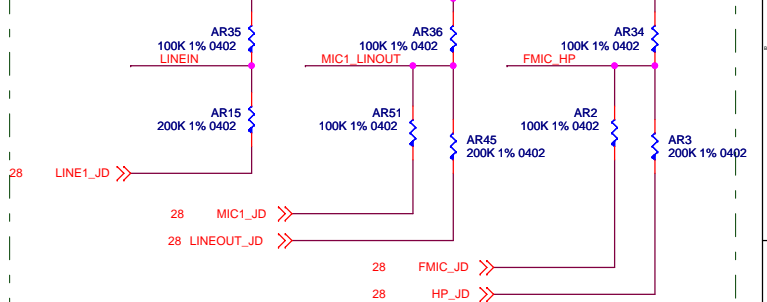 AR35
100K 1% 0402
AR36
100K 1% 0402
AR34
100K 1% 0402
LINEIN
MIC1_LINOUT
FMIC_HP
AR15
200K 1% 0402
AR51
100K 1% 0402
AR45
200K 1% 0402
AR2
100K 1% 0402
AR3
200K 1% 0402
28 LINE1_JD
28 MIC1_JD
28 LINEOUT_JD
28 FMIC_JD
28 HP_JD